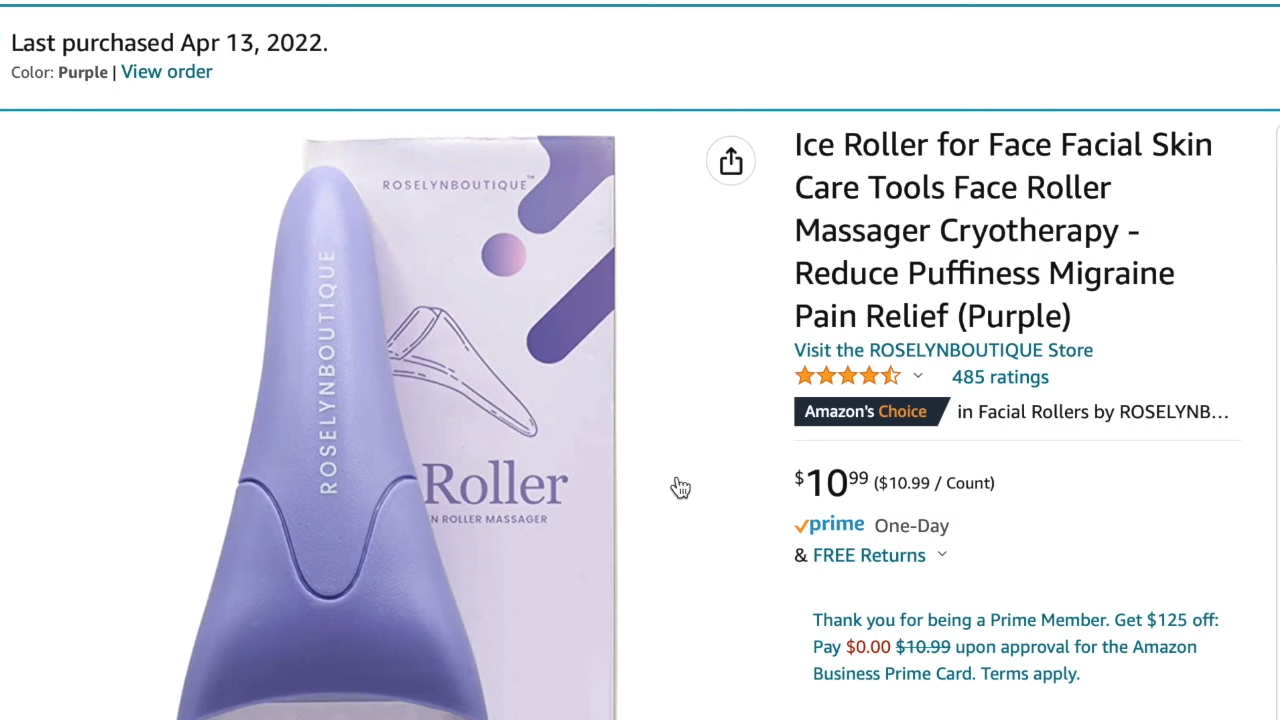 Last purchased Apr 13, 2022.
Color: Purple | View order
ROSELYNBOUTIQUE™
ROSELYNBOUTIQUE
Roller
ROLLER MASSAGER
Ice Roller for Face Facial Skin
Care Tools Face Roller
Massager Cryotherapy -
Reduce Puffiness Migraine
Pain Relief (Purple)
Visit the ROSELYNBOUTIQUE Store
485 ratings
Amazon's Choice in Facial Rollers by ROSELYNB...
$10.99 ($10.99 / Count)
prime One-Day
& FREE Returns
Thank you for being a Prime Member. Get $125 off:
Pay $0.00 $10.99 upon approval for the Amazon
Business Prime Card. Terms apply.